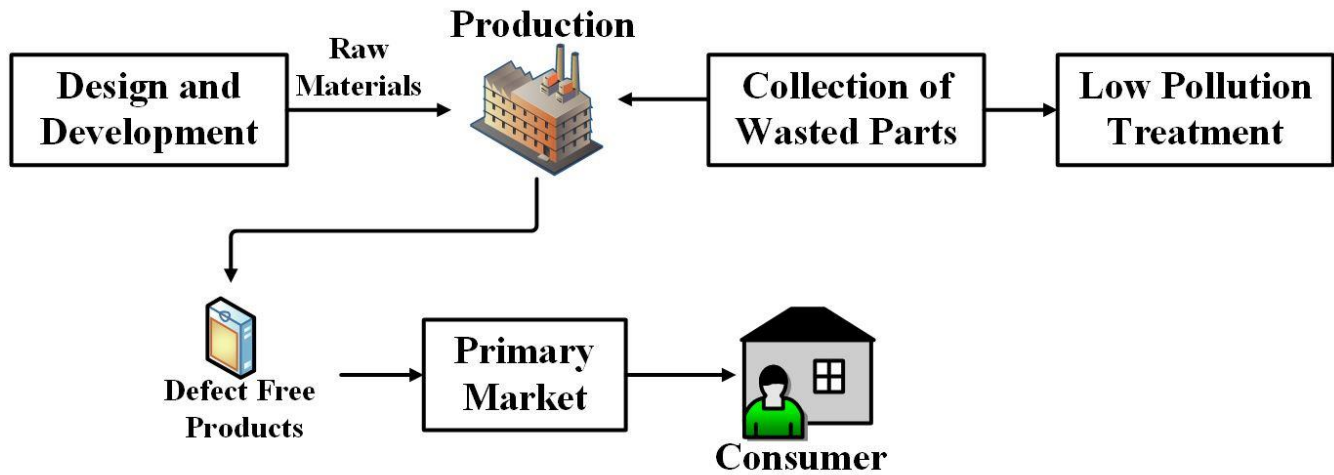 Production
Raw
Materials
Design and
Development
Collection of
Wasted Parts
Low Pollution
Treatment
Defect Free
Products
Primary
Market
Consumer